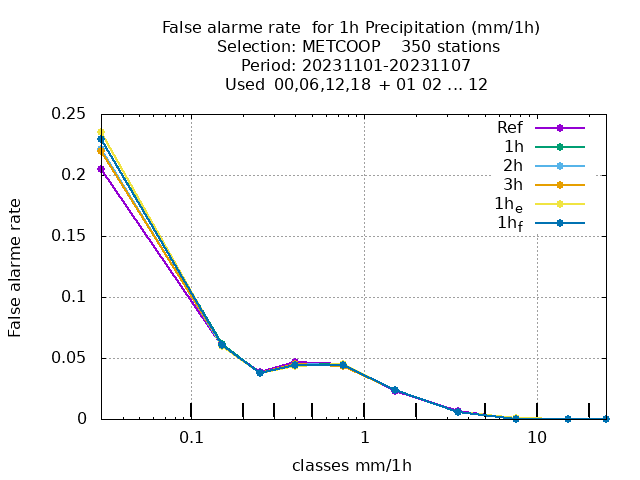 False alarme rate  for 1h Precipitation (mm/1h)
Selection: METCOOP    350 stations
Period: 20231101-20231107
Used  00,06,12,18 + 01 02 ... 12
0.25
0.2
0.15
0.1
0.05
0
False alarme rate
Ref
1h
2h
3h
1h_e
1h_f
0.1 1 10
classes mm/1h